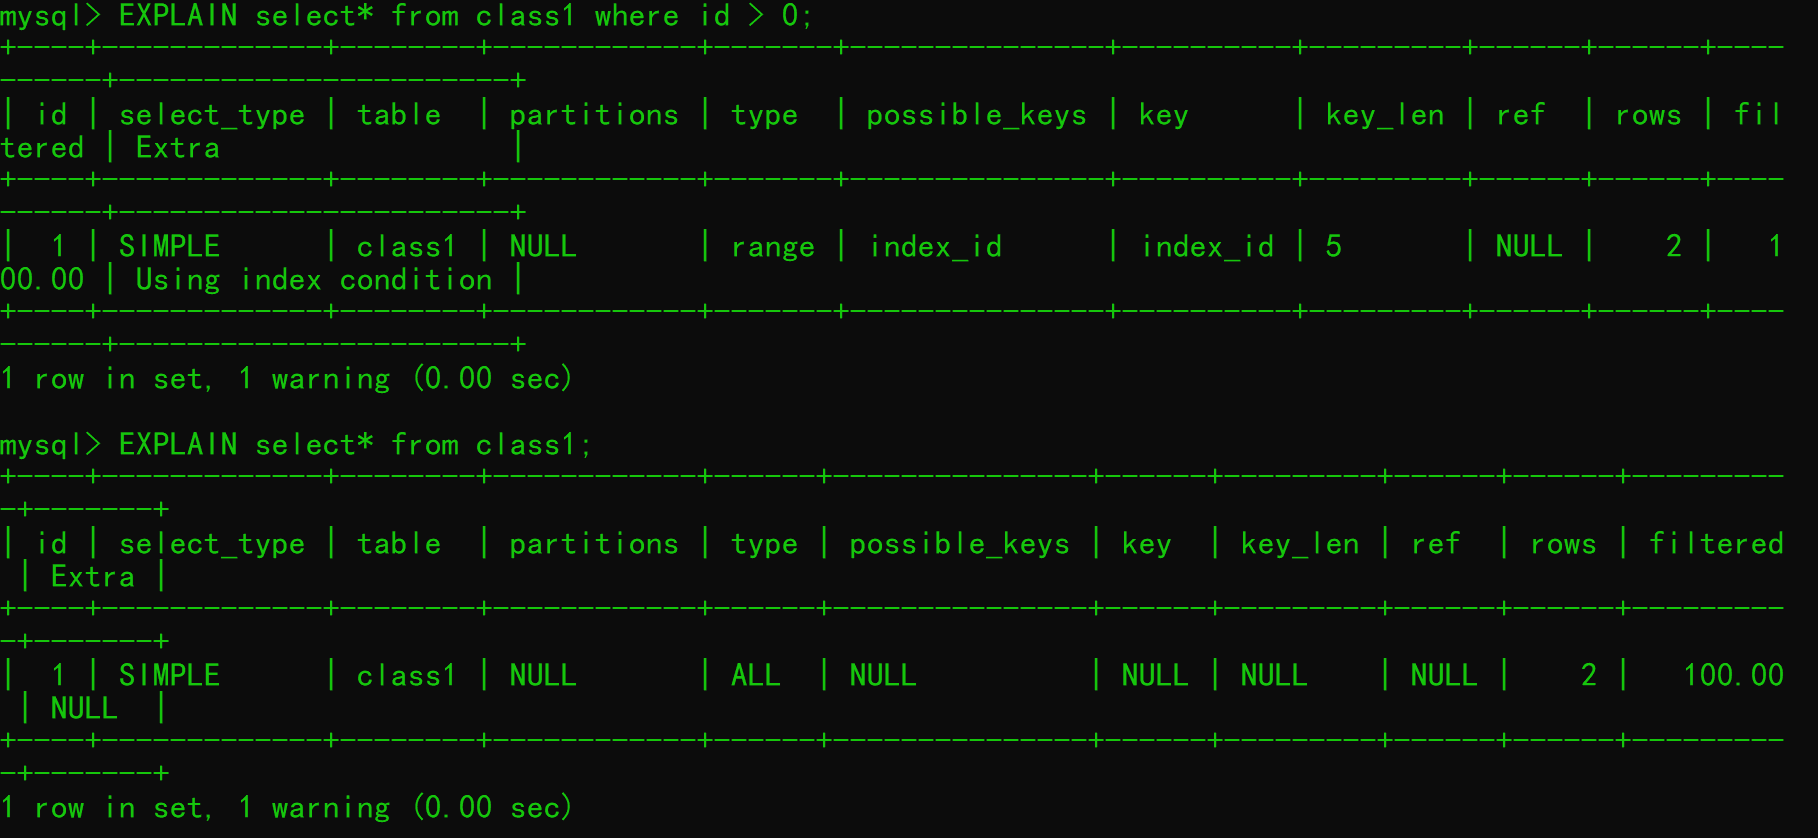 mysql> EXPLAIN select* from class1 where id > 0;
+----+-------------+--------+------------+-------+---------------+----------+---------+------+------+----
------+-----------------------+
| id | select_type | table  | partitions | type  | possible_keys | key      | key_len | ref  | rows | fil
tered | Extra                 |
+----+-------------+--------+------------+-------+---------------+----------+---------+------+------+----
------+-----------------------+
|  1 | SIMPLE      | class1 | NULL       | range | index_id      | index_id | 5       | NULL |    2 |   1
00.00 | Using index condition |
+----+-------------+--------+------------+-------+---------------+----------+---------+------+------+----
------+-----------------------+
1 row in set, 1 warning (0.00 sec)

mysql> EXPLAIN select* from class1;
+----+-------------+--------+------------+------+---------------+------+---------+------+------+---------
-+-------+
| id | select_type | table  | partitions | type | possible_keys | key  | key_len | ref  | rows | filtered
 | Extra |
+----+-------------+--------+------------+------+---------------+------+---------+------+------+---------
-+-------+
|  1 | SIMPLE      | class1 | NULL       | ALL  | NULL          | NULL | NULL    | NULL |    2 |   100.00
 | NULL  |
+----+-------------+--------+------------+------+---------------+------+---------+------+------+---------
-+-------+
1 row in set, 1 warning (0.00 sec)